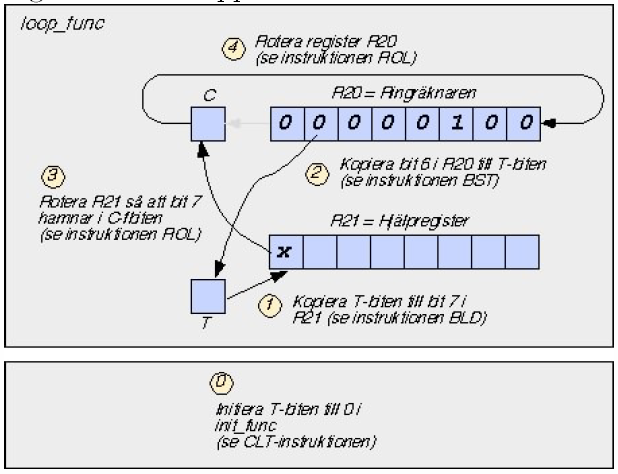 loop_func
4 Rotera register R20
(se instruktionen ROL)
C
R20 = Ringräknaren
0 0 0 0 0 1 0 0
3
Rotera R21 så att bit 7
hamnar i C-fbiten
(se instruktionen ROL)
2 Kopiera bit 6 i R20 till T-biten
(se instruktionen BST)
R21 = Hjälpregister
x
T
1 Kopiera T-biten till bit 7 i
R21 (se instruktionen BLD)
0
Initiera T-biten till 0 i
init_func
(se CLT-instruktionen)